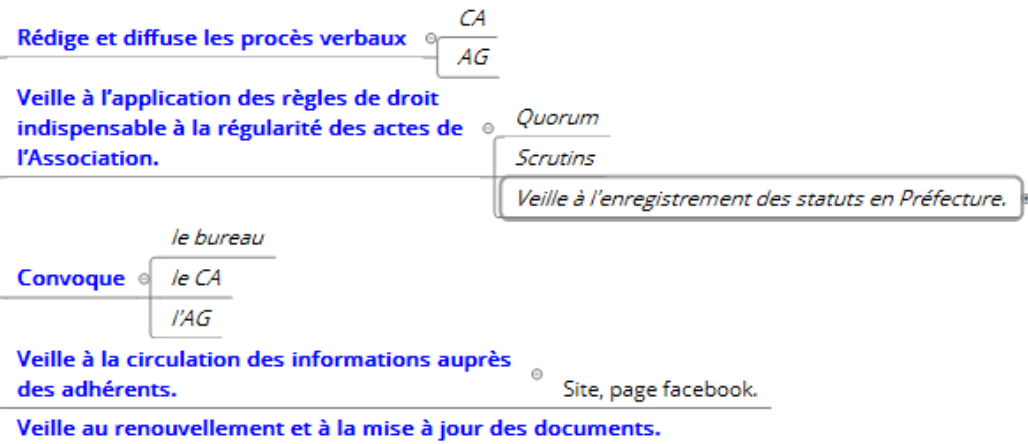 Rédige et diffuse les procès verbaux
CA
AG
Veille à l'application des règles de droit
indispensable à la régularité des actes de
l'Association.
Quorum
Scrutins
Veille à l'enregistrement des statuts en Préfecture.
Convoque
le bureau
le CA
l'AG
Veille à la circulation des informations auprès
des adhérents.
Site, page facebook.
Veille au renouvellement et à la mise à jour des documents.